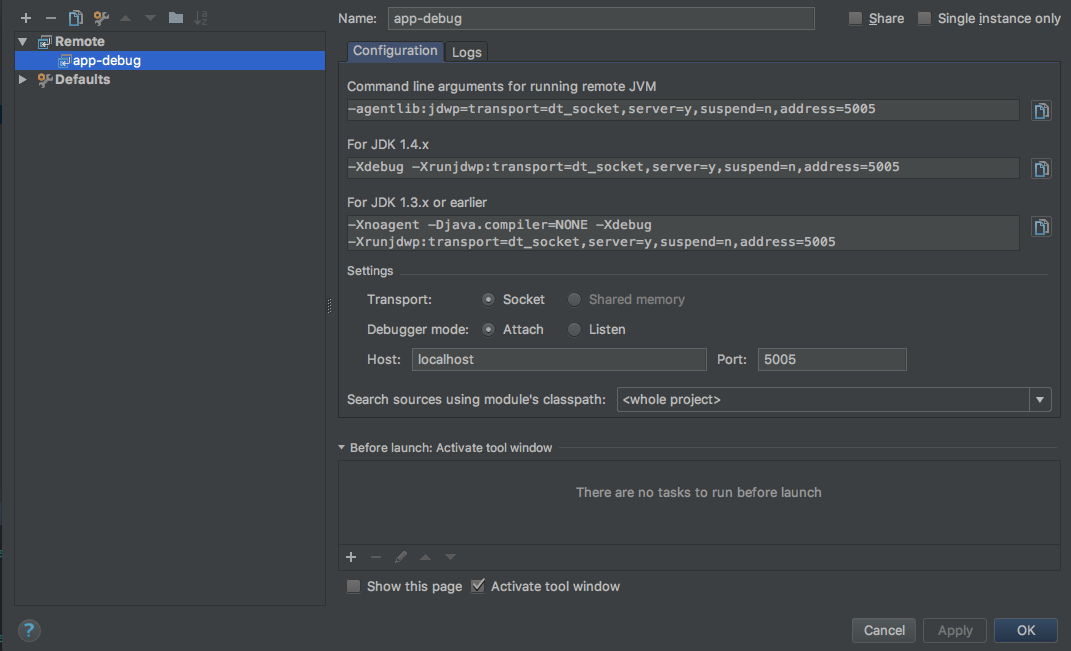 Name: app-debug Share Single instance only
Remote
app-debug
Defaults
Configuration Logs
Command line arguments for running remote JVM
-agentlib:jdwp=transport=dt_socket,server=y,suspend=n,address=5005
For JDK 1.4.x
-Xdebug -Xrunjdwp:transport=dt_socket,server=y,suspend=n,address=5005
For JDK 1.3.x or earlier
-Xnoagent -Djava.compiler=NONE -Xdebug
-Xrunjdwp:transport=dt_socket,server=y,suspend=n,address=5005
Settings
Transport: Socket Shared memory
Debugger mode: Attach Listen
Host: localhost Port: 5005
Search sources using module's classpath: <whole project>
Before launch: Activate tool window
There are no tasks to run before launch
Show this page Activate tool window
? Cancel Apply OK